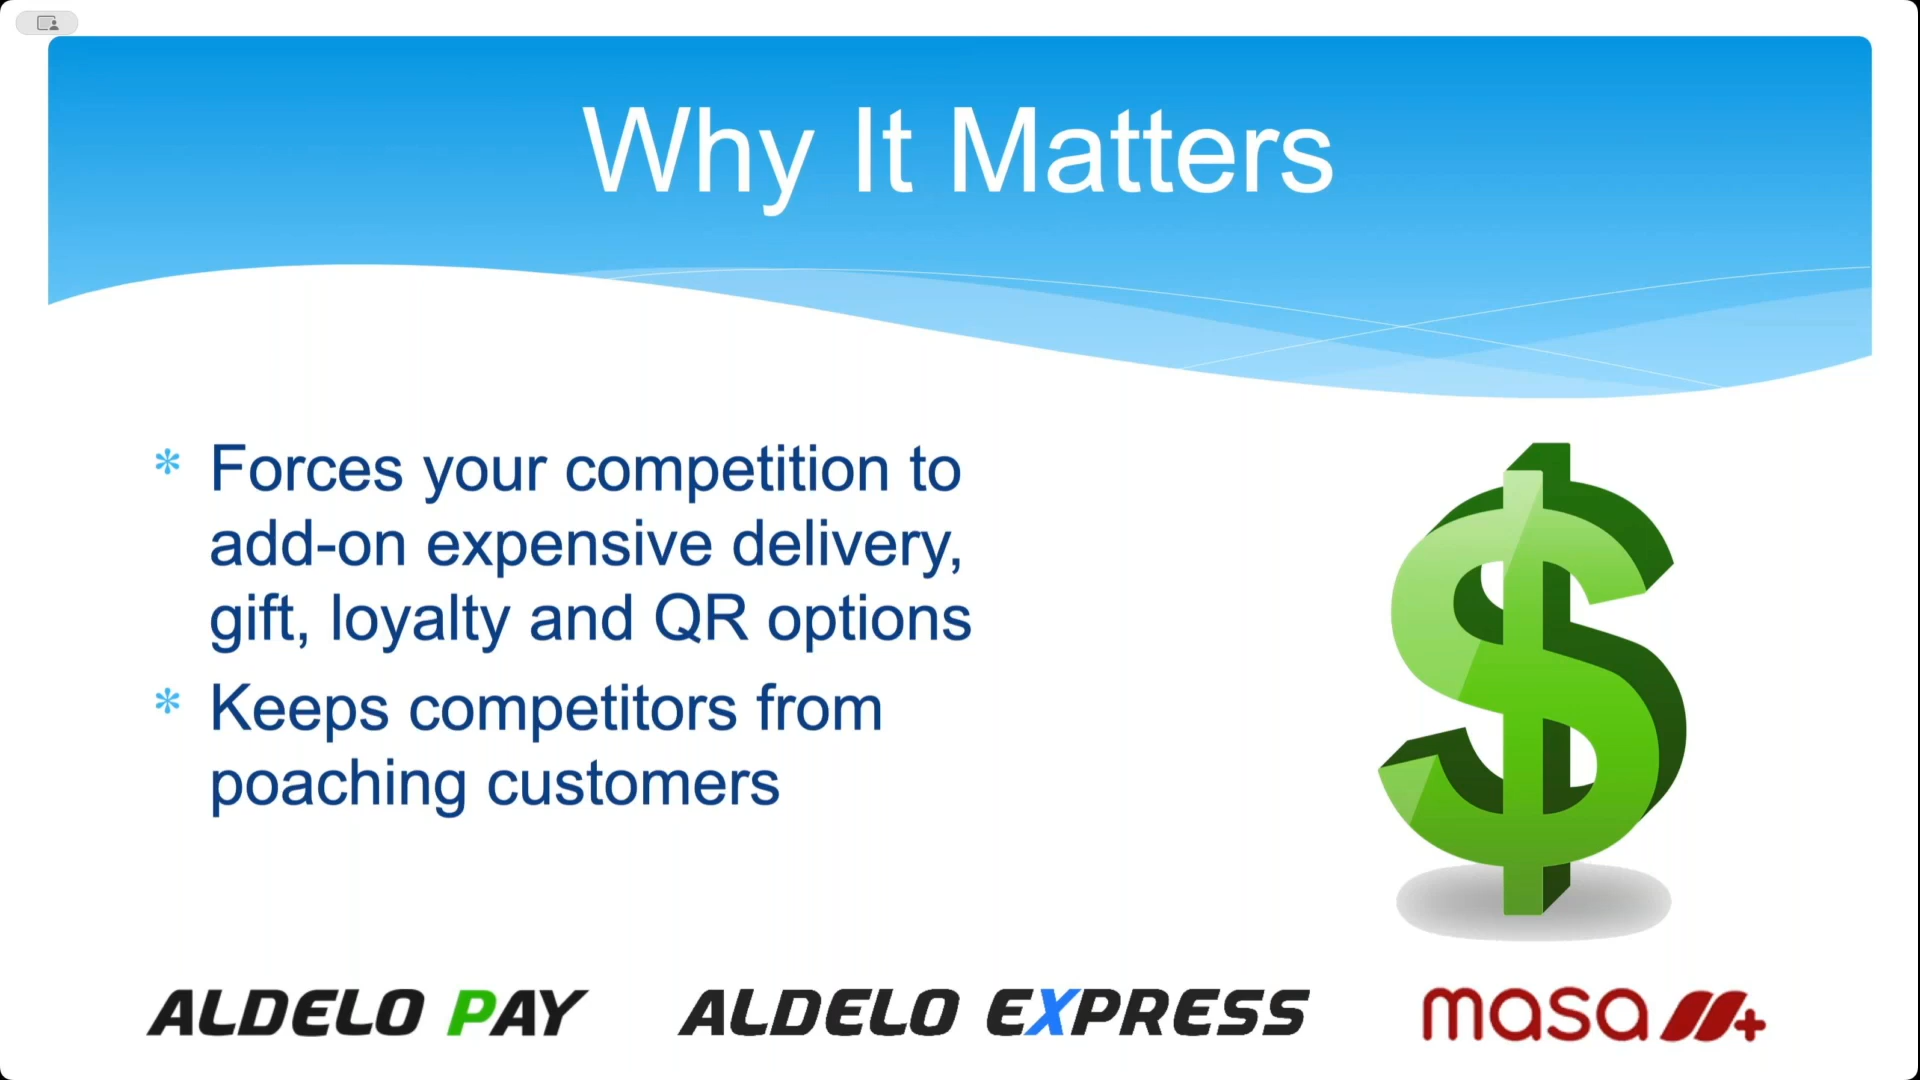 Why It Matters
* Forces your competition to
add-on expensive delivery,
gift, loyalty and QR options
* Keeps competitors from
poaching customers
ALDELO PAY
ALDELO EXPRESS
masa